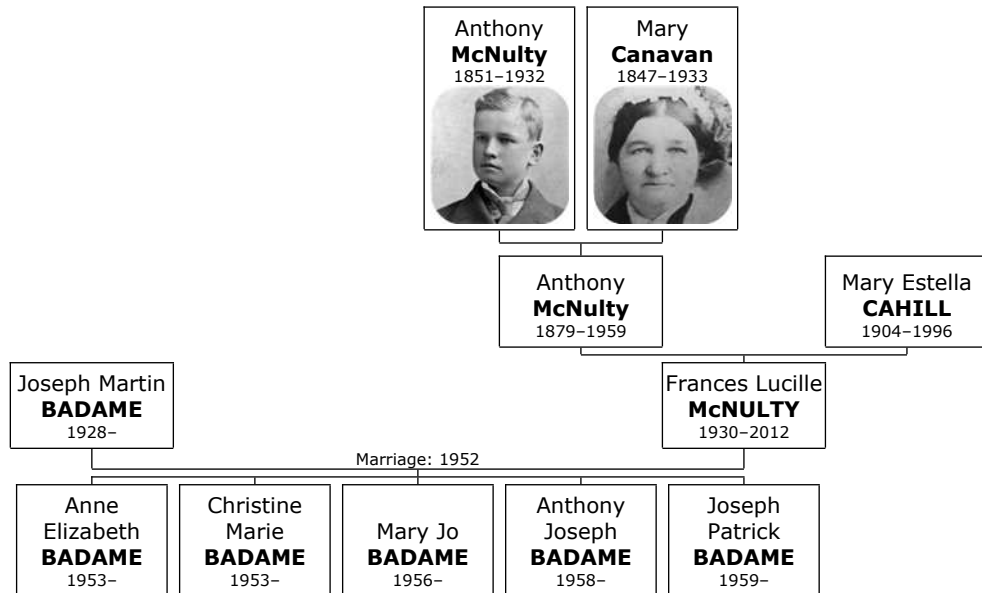 Anthony
McNulty
1851–1932
Mary
Canavan
1847–1933
Anthony
McNulty
1879–1959
Mary Estella
CAHILL
1904–1996
Joseph Martin
BADAME
1928–
Frances Lucille
McNULTY
1930–2012
Marriage: 1952
Anne
Elizabeth
BADAME
1953–
Christine
Marie
BADAME
1953–
Mary Jo
BADAME
1956–
Anthony
Joseph
BADAME
1958–
Joseph
Patrick
BADAME
1959–